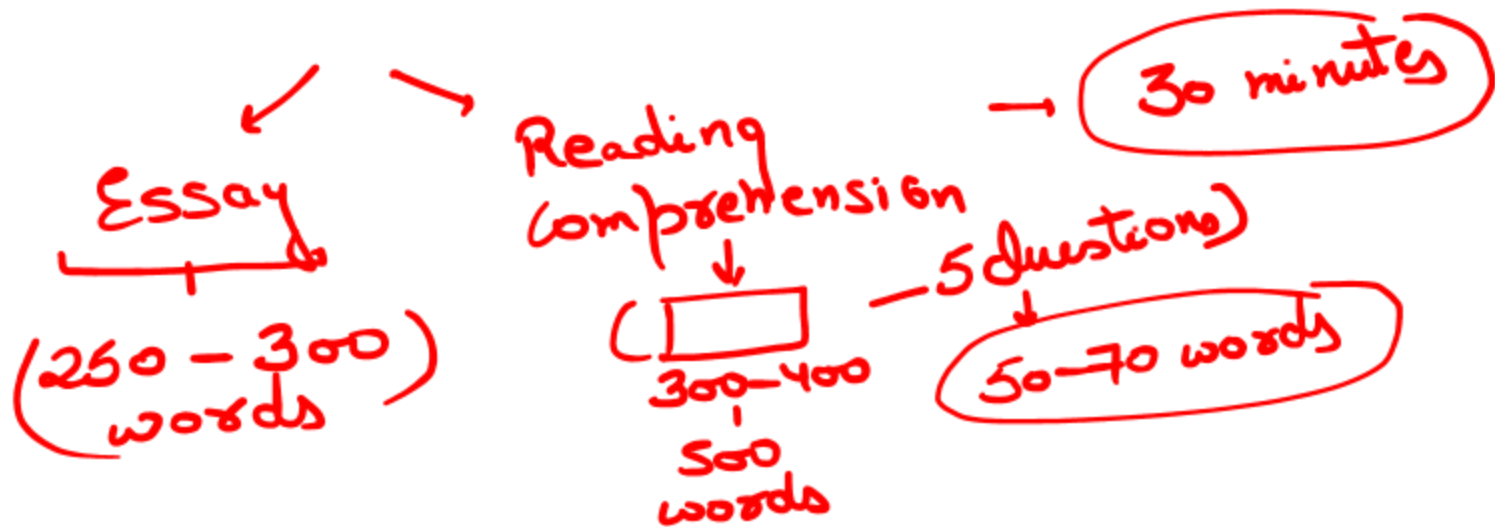 30 minutes
Essay
Reading
Comprehension
(250 - 300
words)
5 Questions)
50-70 words
(
300-400
500
words